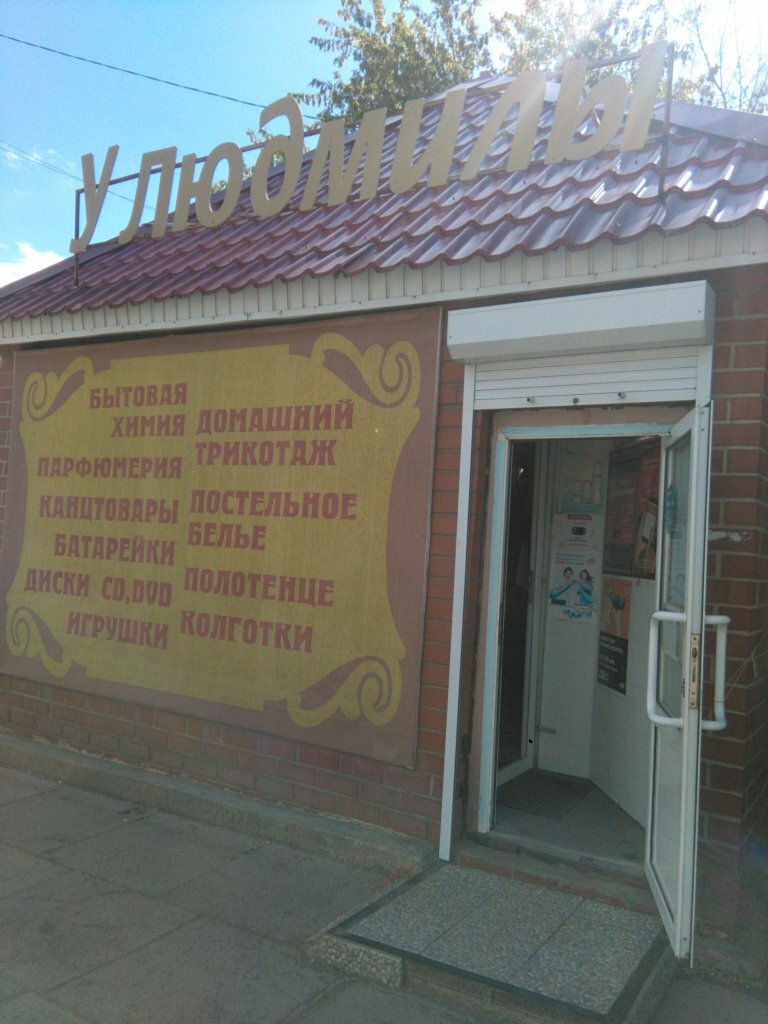 У Людмилы
БЫТОВАЯ
ХИМИЯ
ПАРФЮМЕРИЯ
КАНЦТОВАРЫ
БАТАРЕЙКИ
ДИСКИ CD,DVD
ИГРУШКИ
ДОМАШНИЙ
ТРИКОТАЖ
ПОСТЕЛЬНОЕ
БЕЛЬЕ
ПОЛОТЕНЦЕ
КОЛГОТКИ